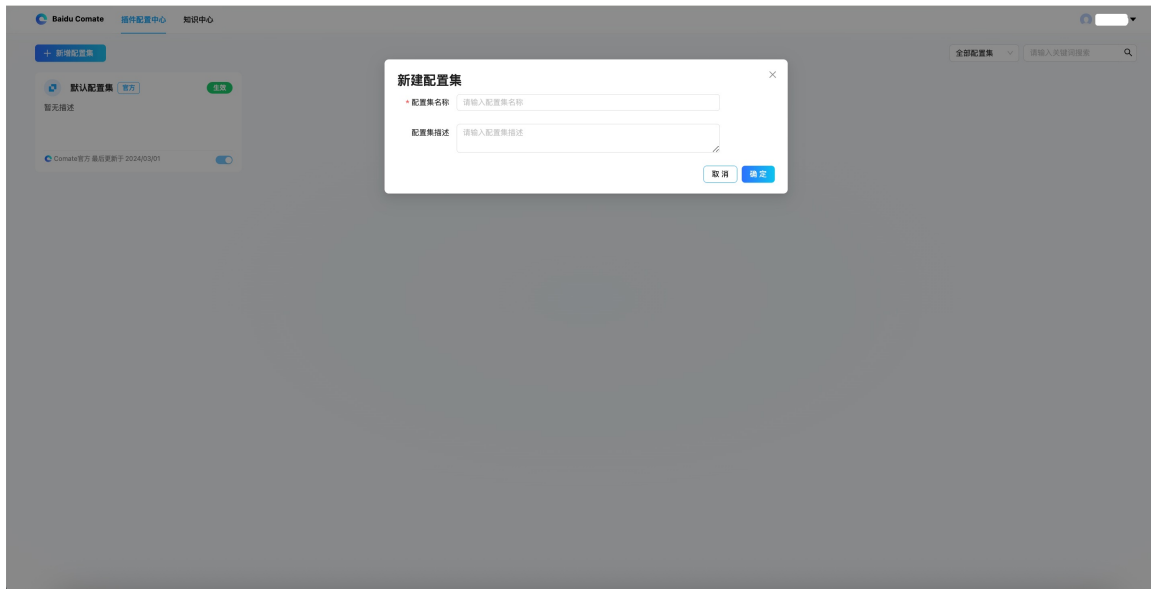 Baidu Comate 插件配置中心 知识中心
+ 新增配置集
全部配置集 请输入关键词搜索
默认配置集 官方 生效
暂无描述
Comate官方 最后更新于 2024/03/01
新建配置集
* 配置集名称 请输入配置集名称
配置集描述 请输入配置集描述
取 消 确 定